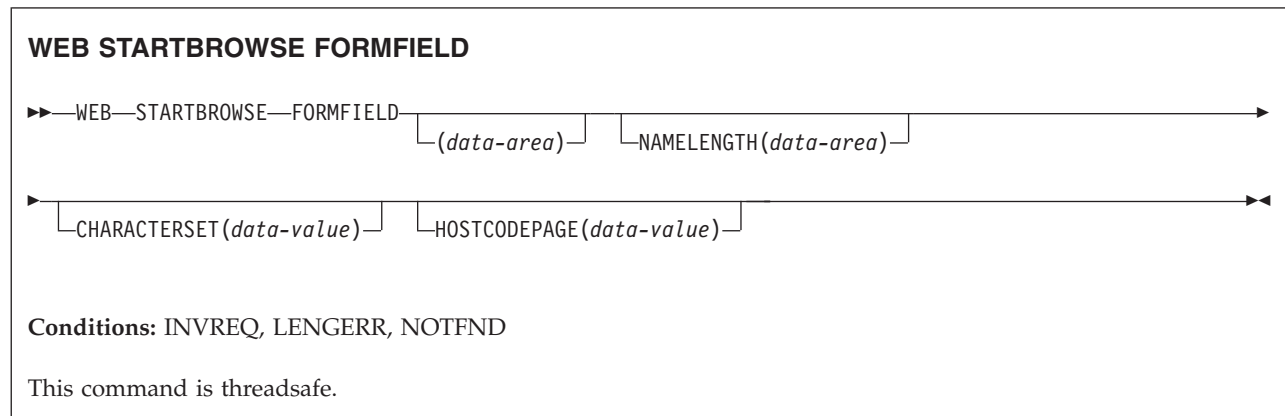 WEB STARTBROWSE FORMFIELD
WEB STARTBROWSE FORMFIELD
(data-area) NAMELENGTH(data-area)
CHARACTERSET(data-value) HOSTCODEPAGE(data-value)
Conditions: INVREQ, LENGERR, NOTFND
This command is threadsafe.